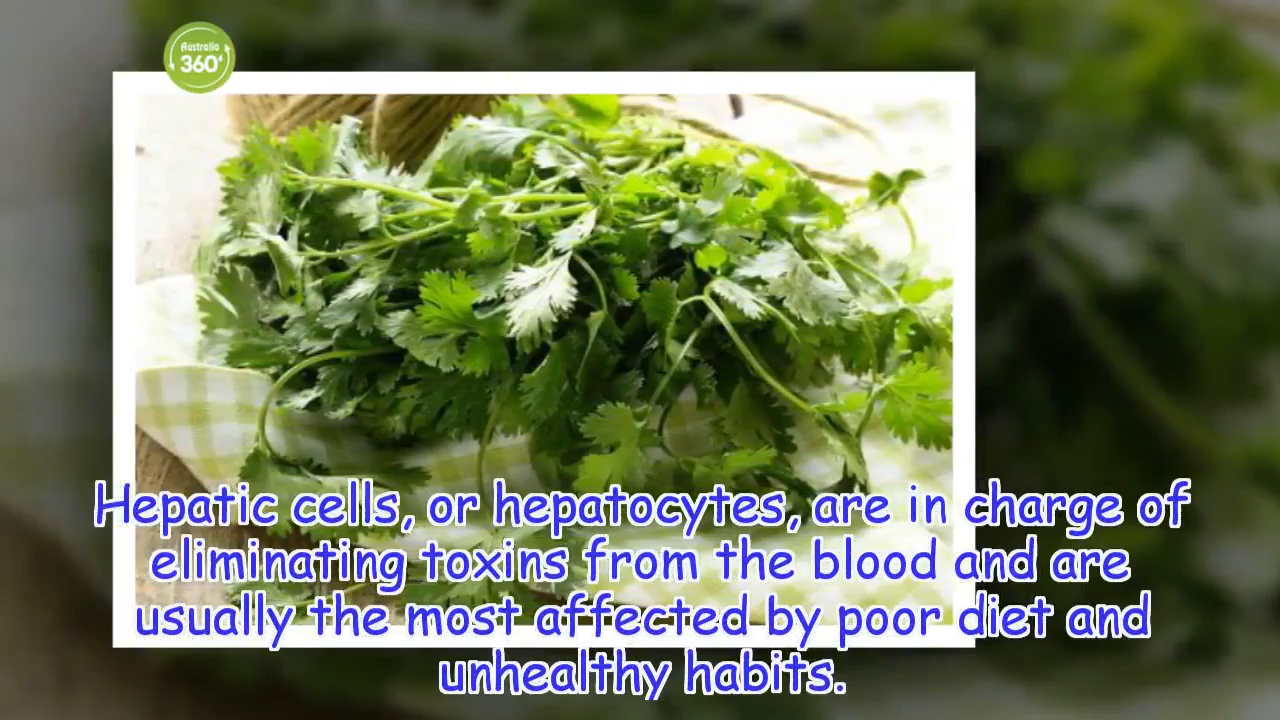 Australia
360°
Hepatic cells, or hepatocytes, are in charge of
eliminating toxins from the blood and are
usually the most affected by poor diet and
unhealthy habits.